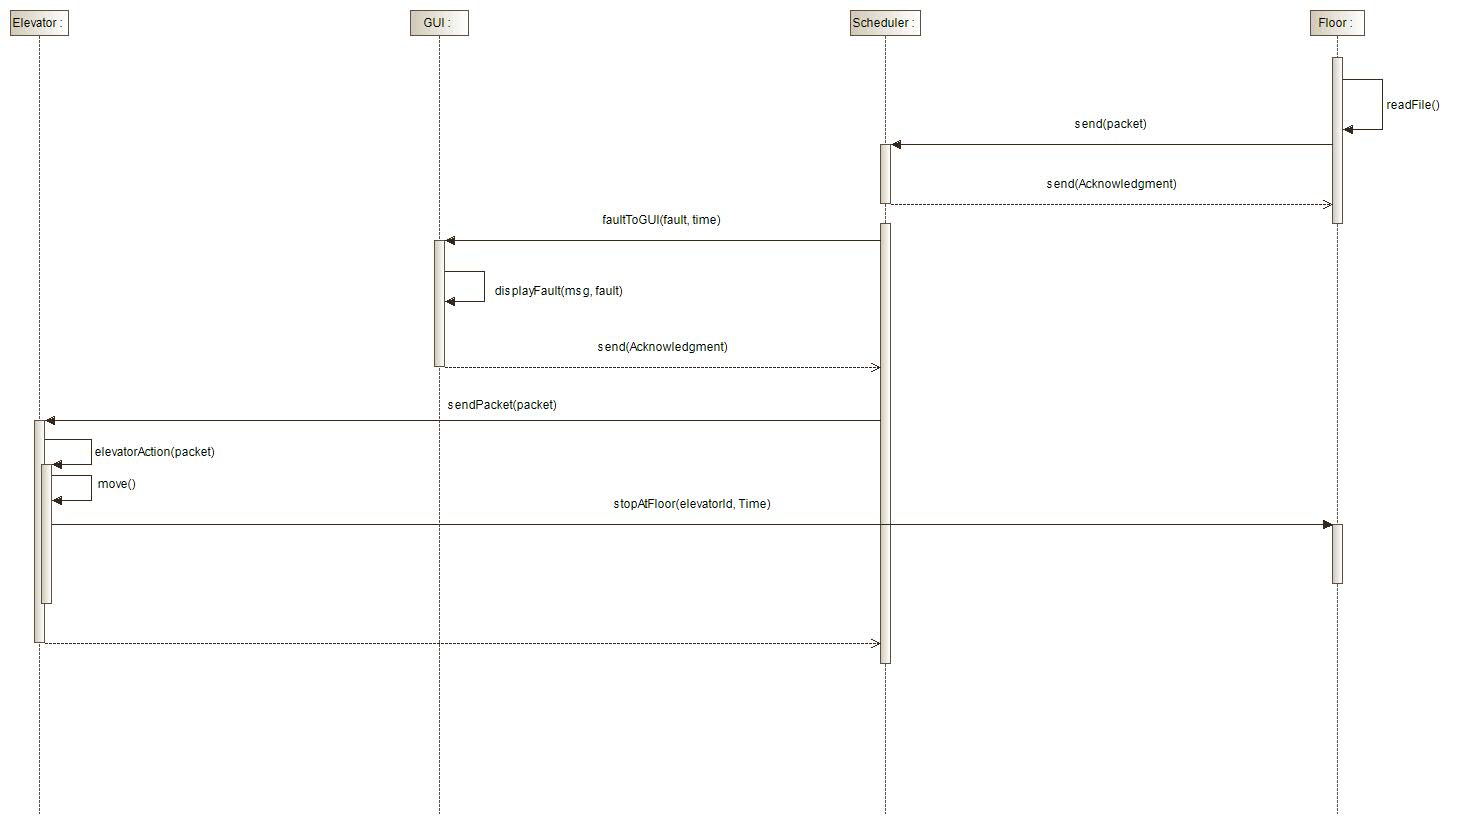 Elevator :
GUI :
Scheduler :
Floor :
readFile()
send(packet)
send(Acknowledgment)
faultToGUI(fault, time)
displayFault(msg, fault)
send(Acknowledgment)
sendPacket(packet)
elevatorAction(packet)
move()
stopAtFloor(elevatorId, Time)